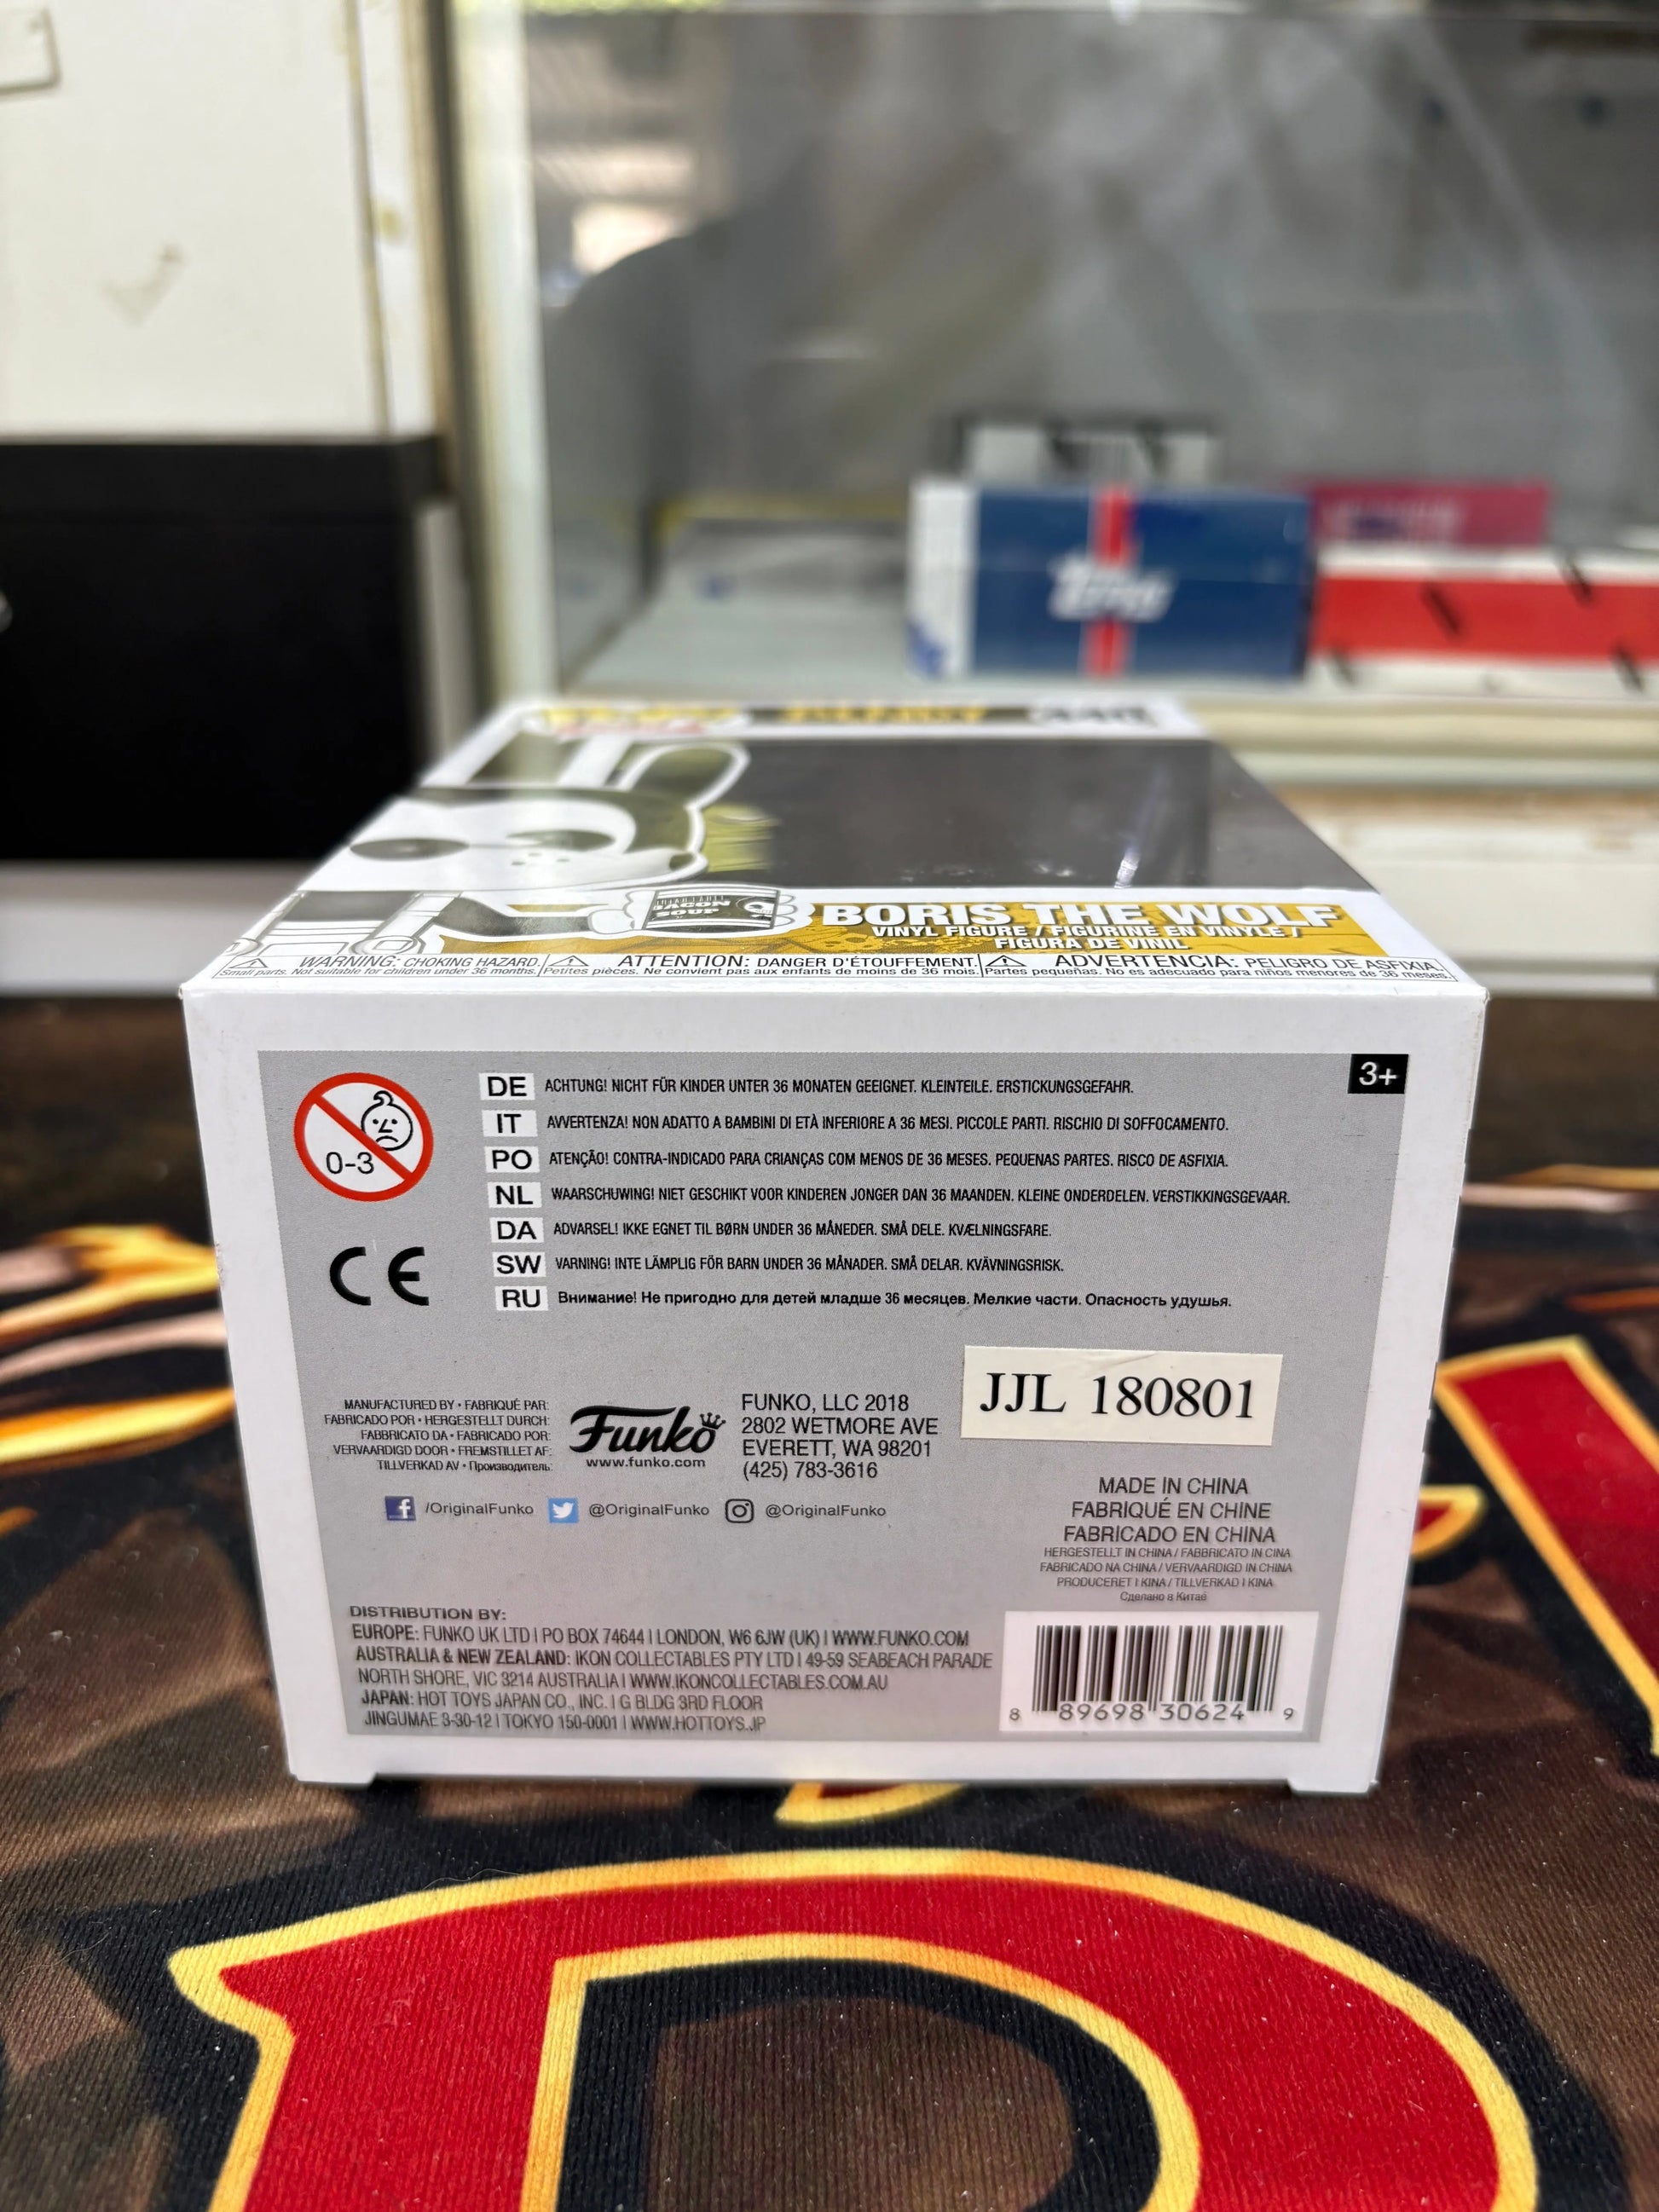 Topps
BACON
SOUP
BORIS THE WOLF
VINYL FIGURE / FIGURINE EN VINYLE /
FIGURA DE VINIL
WARNING: CHOKING HAZARD.
Small parts. Not suitable for children under 36 months.
ATTENTION: DANGER D'ÉTOUFFEMENT.
Petites pièces. Ne convient pas aux enfants de moins de 36 mois.
ADVERTENCIA: PELIGRO DE ASFIXIA.
Partes pequeñas. No es adecuado para niños menores de 36 meses.
3+
0-3
DE ACHTUNG! NICHT FÜR KINDER UNTER 36 MONATEN GEEIGNET. KLEINTEILE. ERSTICKUNGSGEFAHR.
IT AVVERTENZA! NON ADATTO A BAMBINI DI ETÀ INFERIORE A 36 MESI. PICCOLE PARTI. RISCHIO DI SOFFOCAMENTO.
PO ATENÇÃO! CONTRA-INDICADO PARA CRIANÇAS COM MENOS DE 36 MESES. PEQUENAS PARTES. RISCO DE ASFIXIA.
NL WAARSCHUWING! NIET GESCHIKT VOOR KINDEREN JONGER DAN 36 MAANDEN. KLEINE ONDERDELEN. VERSTIKKINGSGEVAAR.
DA ADVARSEL! IKKE EGNET TIL BØRN UNDER 36 MÅNEDER. SMÅ DELE. KVÆLNINGSFARE.
SW VARNING! INTE LÄMPLIG FÖR BARN UNDER 36 MÅNADER. SMÅ DELAR. KVÄVNINGSRISK.
RU Внимание! Не пригодно для детей младше 36 месяцев. Мелкие части. Опасность удушья.
CE
MANUFACTURED BY • FABRIQUÉ PAR:
FABRICADO POR • HERGESTELLT DURCH:
FABBRICATO DA • FABRICADO POR:
VERVAARDIGD DOOR • FREMSTILLET AF:
TILLVERKAD AV • Производитель:
Funko
www.funko.com
FUNKO, LLC 2018
2802 WETMORE AVE
EVERETT, WA 98201
(425) 783-3616
JJL 180801
/OriginalFunko @OriginalFunko @OriginalFunko
MADE IN CHINA
FABRIQUÉ EN CHINE
FABRICADO EN CHINA
HERGESTELLT IN CHINA / FABBRICATO IN CINA
FABRICADO NA CHINA / VERVAARDIGD IN CHINA
PRODUCERET I KINA / TILLVERKAD I KINA
Сделано в Китае
DISTRIBUTION BY:
EUROPE: FUNKO UK LTD | PO BOX 74644 | LONDON, W6 6JW (UK) | WWW.FUNKO.COM
AUSTRALIA & NEW ZEALAND: IKON COLLECTABLES PTY LTD | 49-59 SEABEACH PARADE
NORTH SHORE, VIC 3214 AUSTRALIA | WWW.IKONCOLLECTABLES.COM.AU
JAPAN: HOT TOYS JAPAN CO., INC. | G BLDG 3RD FLOOR
JINGUMAE 3-30-12 | TOKYO 150-0001 | WWW.HOTTOYS.JP
8 89698 30624 9